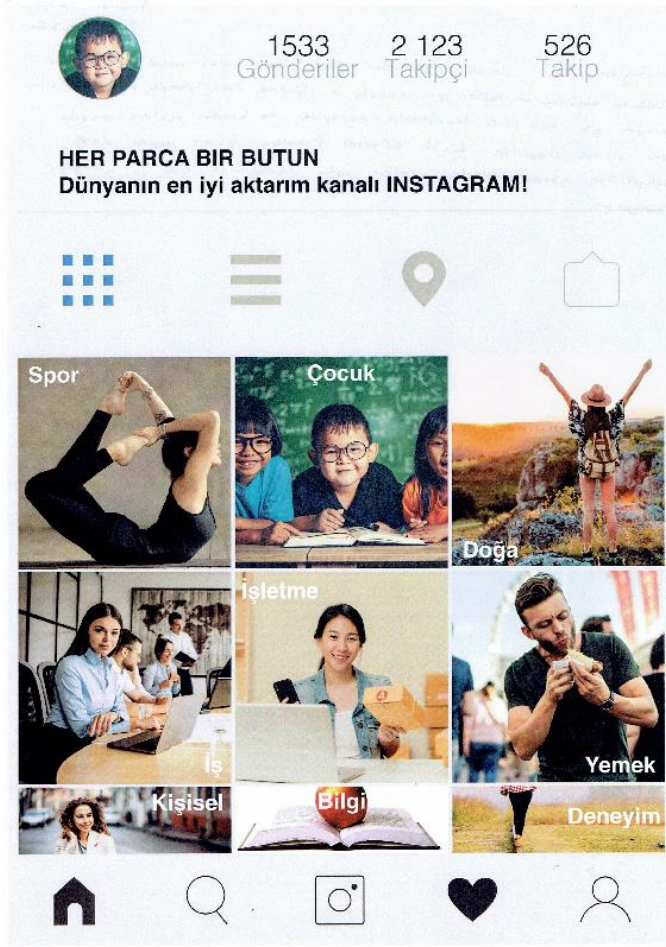 1533 2 123 526
Gönderiler Takipçi Takip
HER PARCA BIR BUTUN
Dünyanın en iyi aktarım kanalı INSTAGRAM!
Spor Çocuk
Doğa
İşletme
İş Yemek
Kişisel Bilgi Deneyim